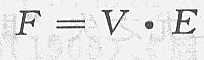 F = V • E